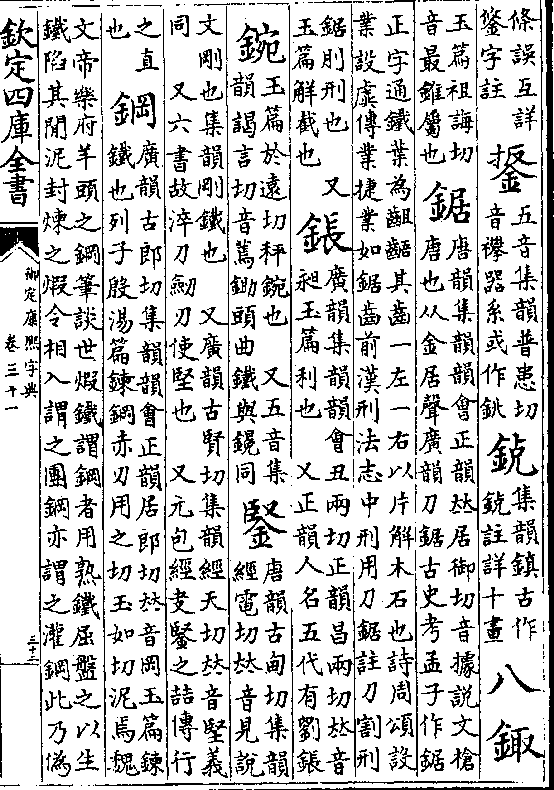 條誤互詳鋬字註 𨦪 五音集韻普患切音襻器系或作䤨 䤹 集韻鎮古作䤹註詳十畫 八 鋷
玉篇祖誨切音最錐屬也 鋸 唐韻集韻韻會正韻𠀤居御切音據說文槍唐也从金居聲廣韻刀鋸古史考孟子作鋸
正字通鐵葉為齟齬其齒一左一右以片解木石也詩周頌設業設虡傳業捷業如鋸齒前漢刑法志中刑用刀鋸註刀割刑
鋸則刑也 又玉篇解截也 鋹 廣韻集韻韻會丑兩切正韻昌兩切𠀤音昶玉篇利也 又正韻人名五代有劉鋹
鋺 玉篇於遠切秤鋺也 又五音集韻謁言切音蔫鋤頭曲鐵與鋔同 鋻 唐韻古甸切集韻經電切𠀤音見說
文剛也集韻剛鐵也 又廣韻古賢切集韻經天切𠀤音堅義同 又六書故淬刀劒刃使堅也 又元包經㕜鋻之喆傳行
之直也 鋼 廣韻古郎切集韻韻會正韻居郎切𠀤音岡玉篇鍊鐵也列子殷湯篇鍊鋼赤刃用之切玉如切泥焉魏
文帝樂府羊頭之鋼筆談世煅鐵謂鋼者用熟鐵屈盤之以生鐵陷其閒泥封煉之煆令相入謂之團鋼亦謂之灌鋼此乃偽
欽定四庫全書
御定康熙字典
卷三十一
三十三